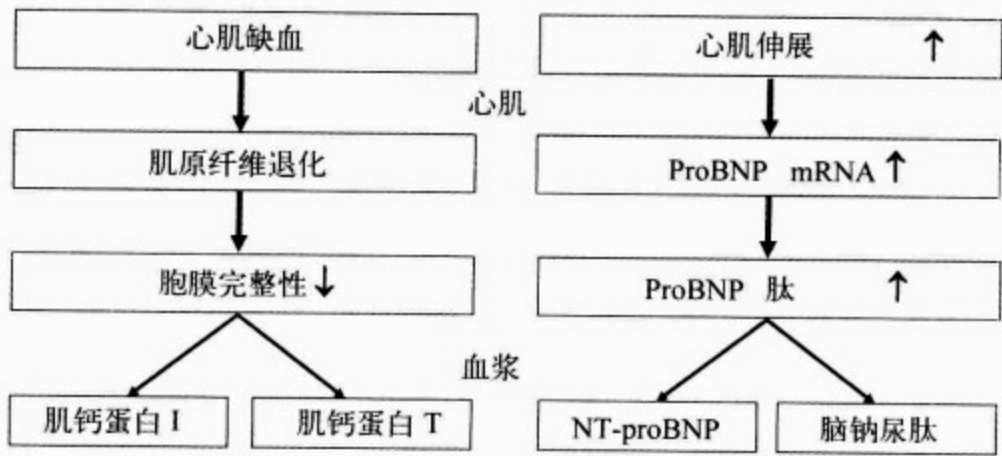 心肌缺血
心肌伸展 ↑
心肌
肌原纤维退化
ProBNP mRNA ↑
胞膜完整性↓
ProBNP 肽 ↑
血浆
肌钙蛋白 I
肌钙蛋白 T
NT-proBNP
脑钠尿肽